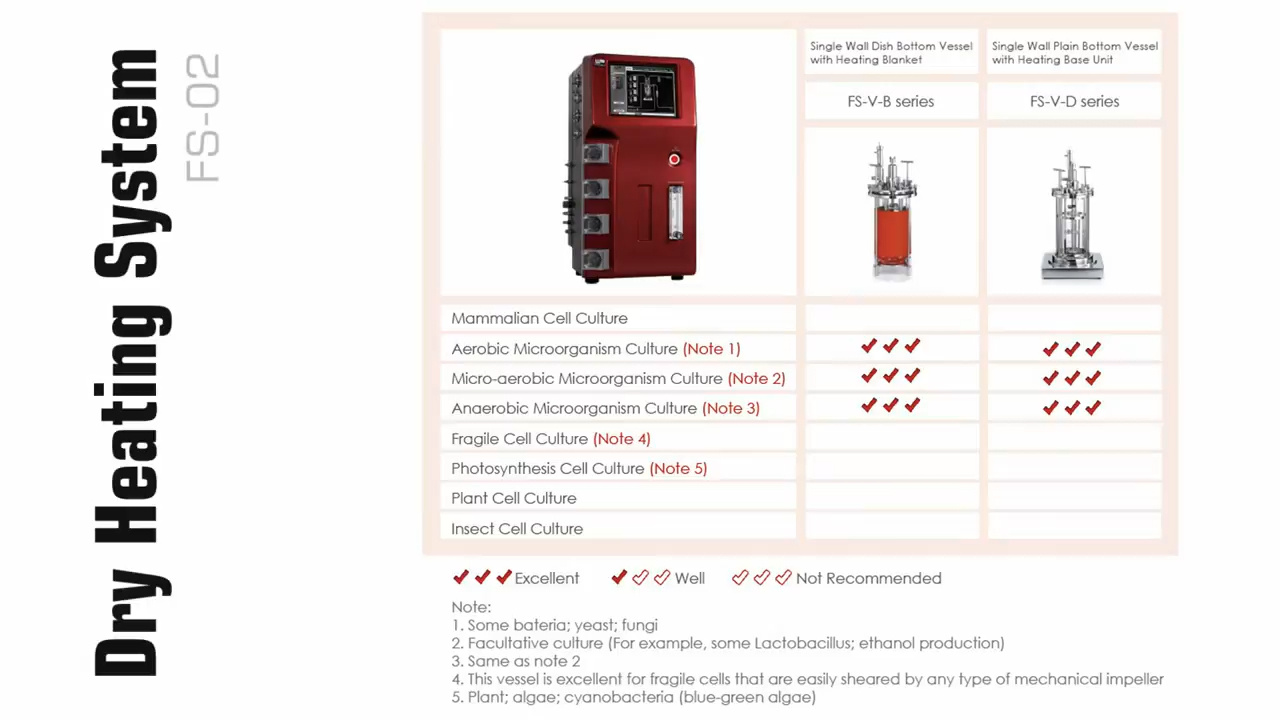 Dry Heating System
FS-02
Single Wall Dish Bottom Vessel
with Heating Blanket
Single Wall Plain Bottom Vessel
with Heating Base Unit
FS-V-B series
FS-V-D series
Mammalian Cell Culture
Aerobic Microorganism Culture (Note 1)
Micro-aerobic Microorganism Culture (Note 2)
Anaerobic Microorganism Culture (Note 3)
Fragile Cell Culture (Note 4)
Photosynthesis Cell Culture (Note 5)
Plant Cell Culture
Insect Cell Culture
Excellent Well Not Recommended
Note:
1. Some bateria; yeast; fungi
2. Facultative culture (For example, some Lactobacillus; ethanol production)
3. Same as note 2
4. This vessel is excellent for fragile cells that are easily sheared by any type of mechanical impeller
5. Plant; algae; cyanobacteria (blue-green algae)